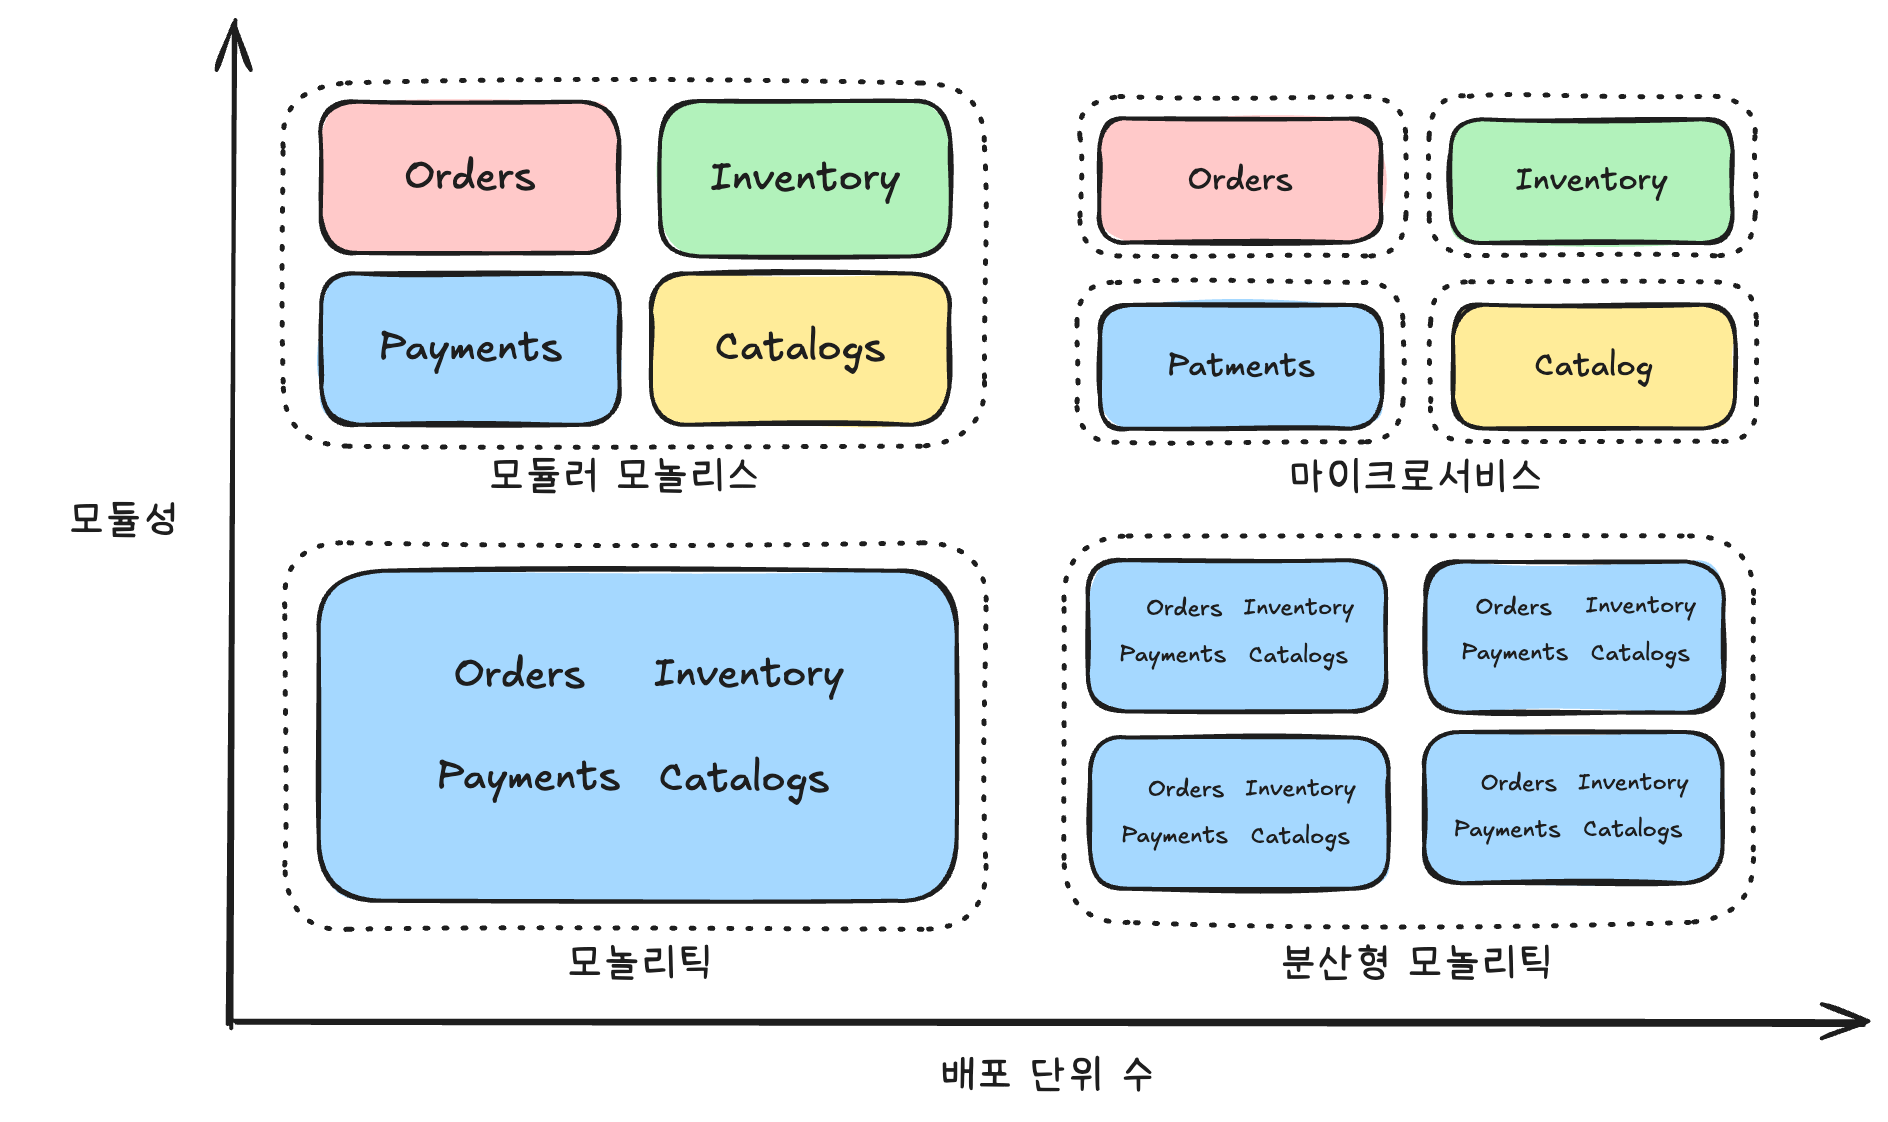 Orders Inventory
Payments Catalogs
모듈러 모놀리스
Orders Inventory
Patments Catalog
마이크로서비스
모듈성
Orders Inventory
Payments Catalogs
모놀리틱
Orders Inventory
Payments Catalogs
Orders Inventory
Payments Catalogs
Orders Inventory
Payments Catalogs
Orders Inventory
Payments Catalogs
분산형 모놀리틱
배포 단위 수